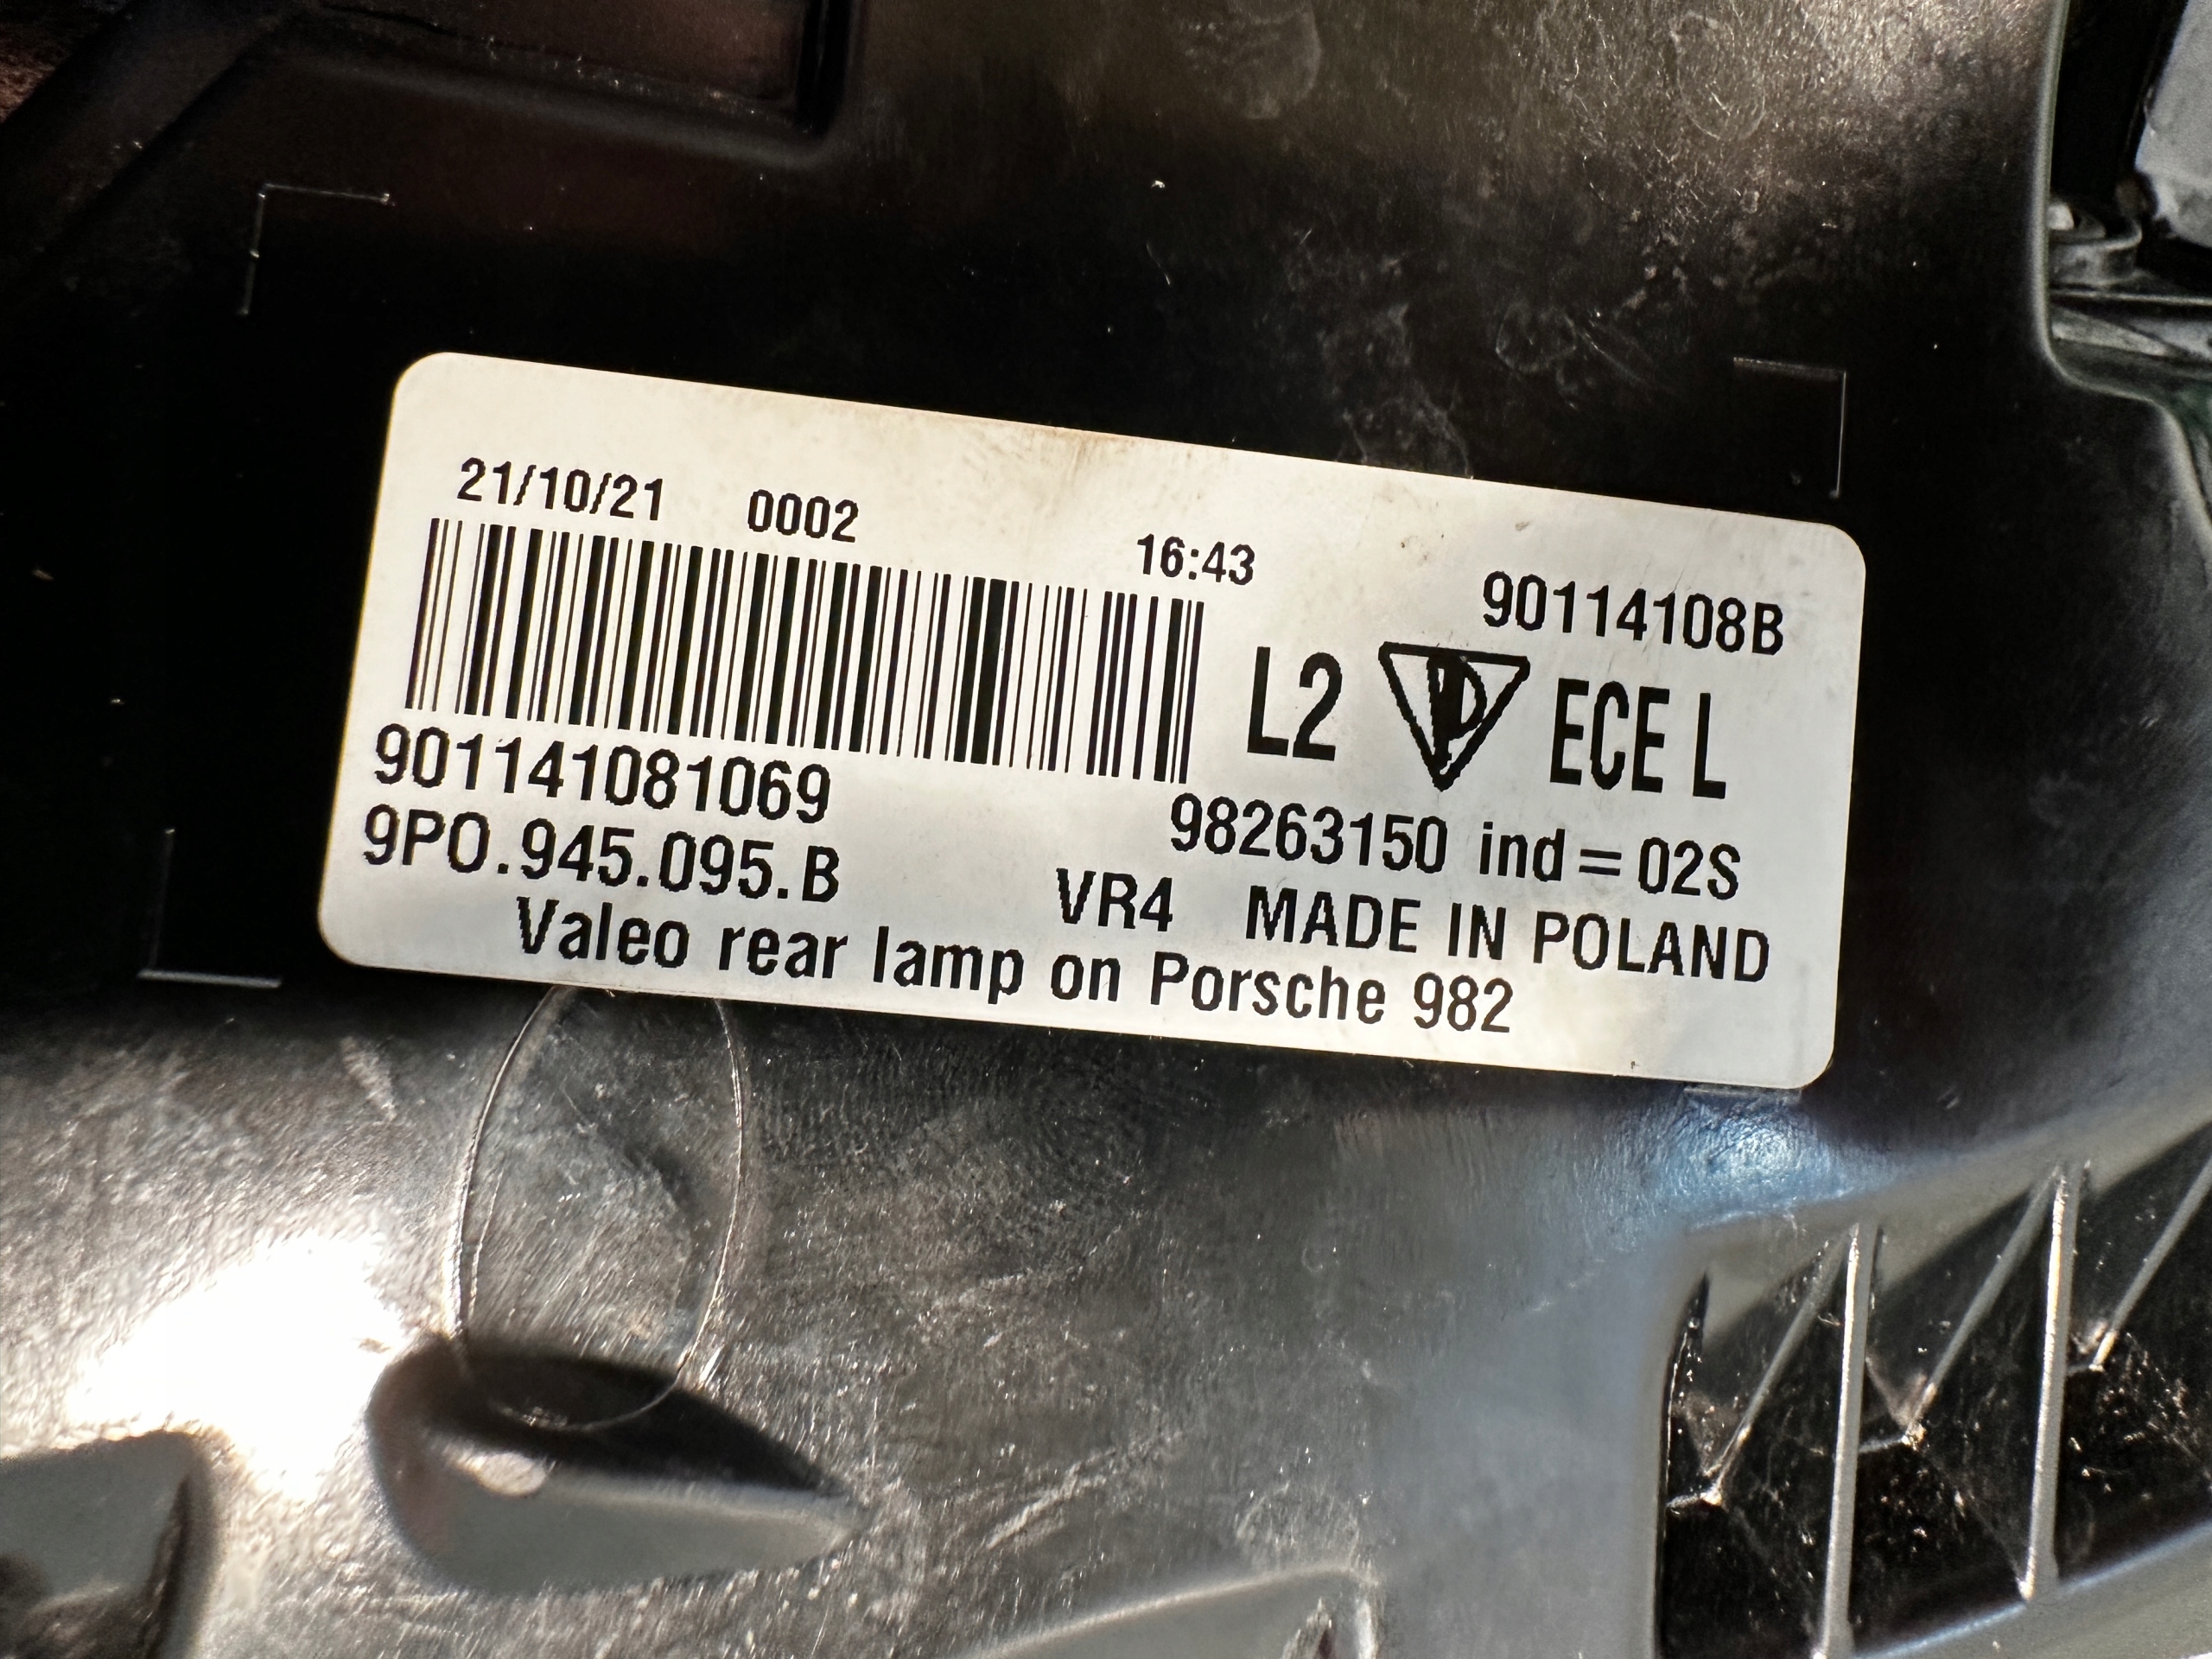 21/10/21 0002 16:43
90114108B
L2 ECE L
901141081069
98263150 ind=02S
9P0.945.095.B
VR4 MADE IN POLAND
Valeo rear lamp on Porsche 982